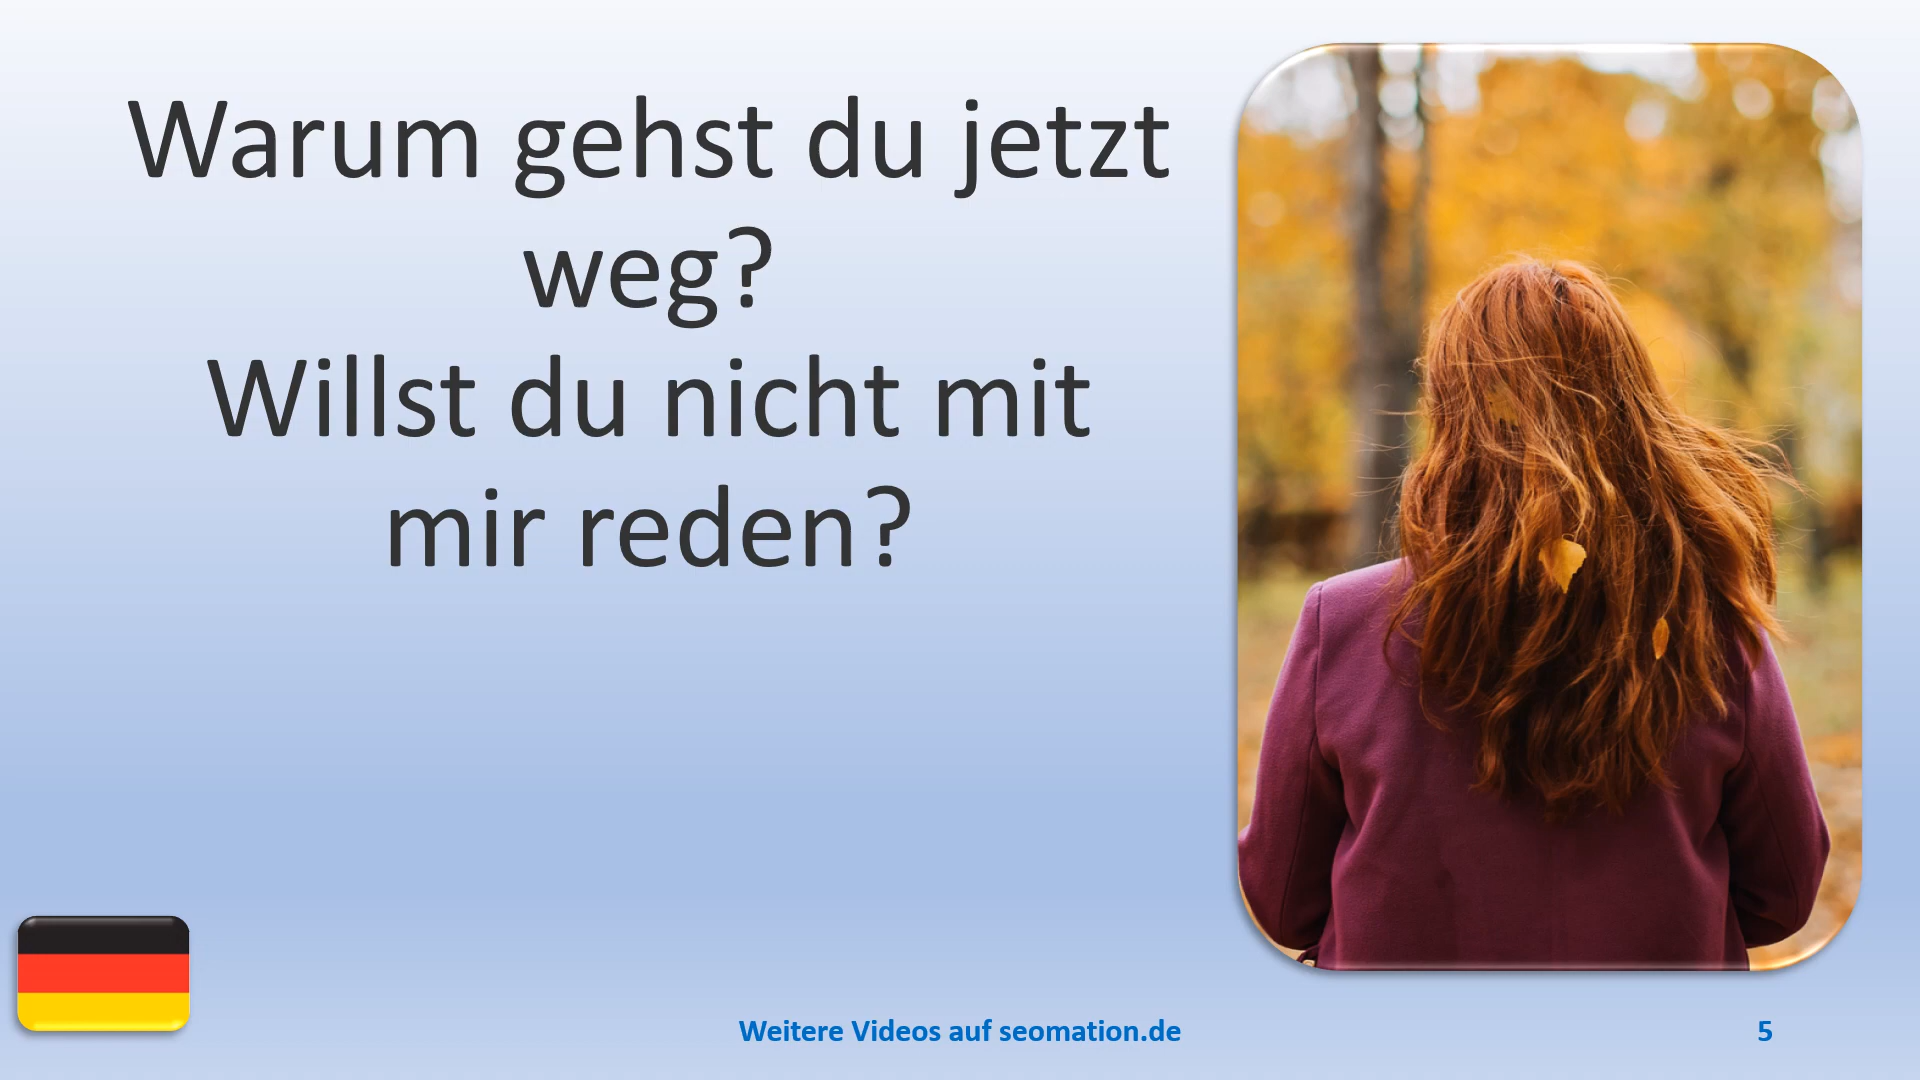 Warum gehst du jetzt
weg?
Willst du nicht mit
mir reden?
Weitere Videos auf seomation.de
5